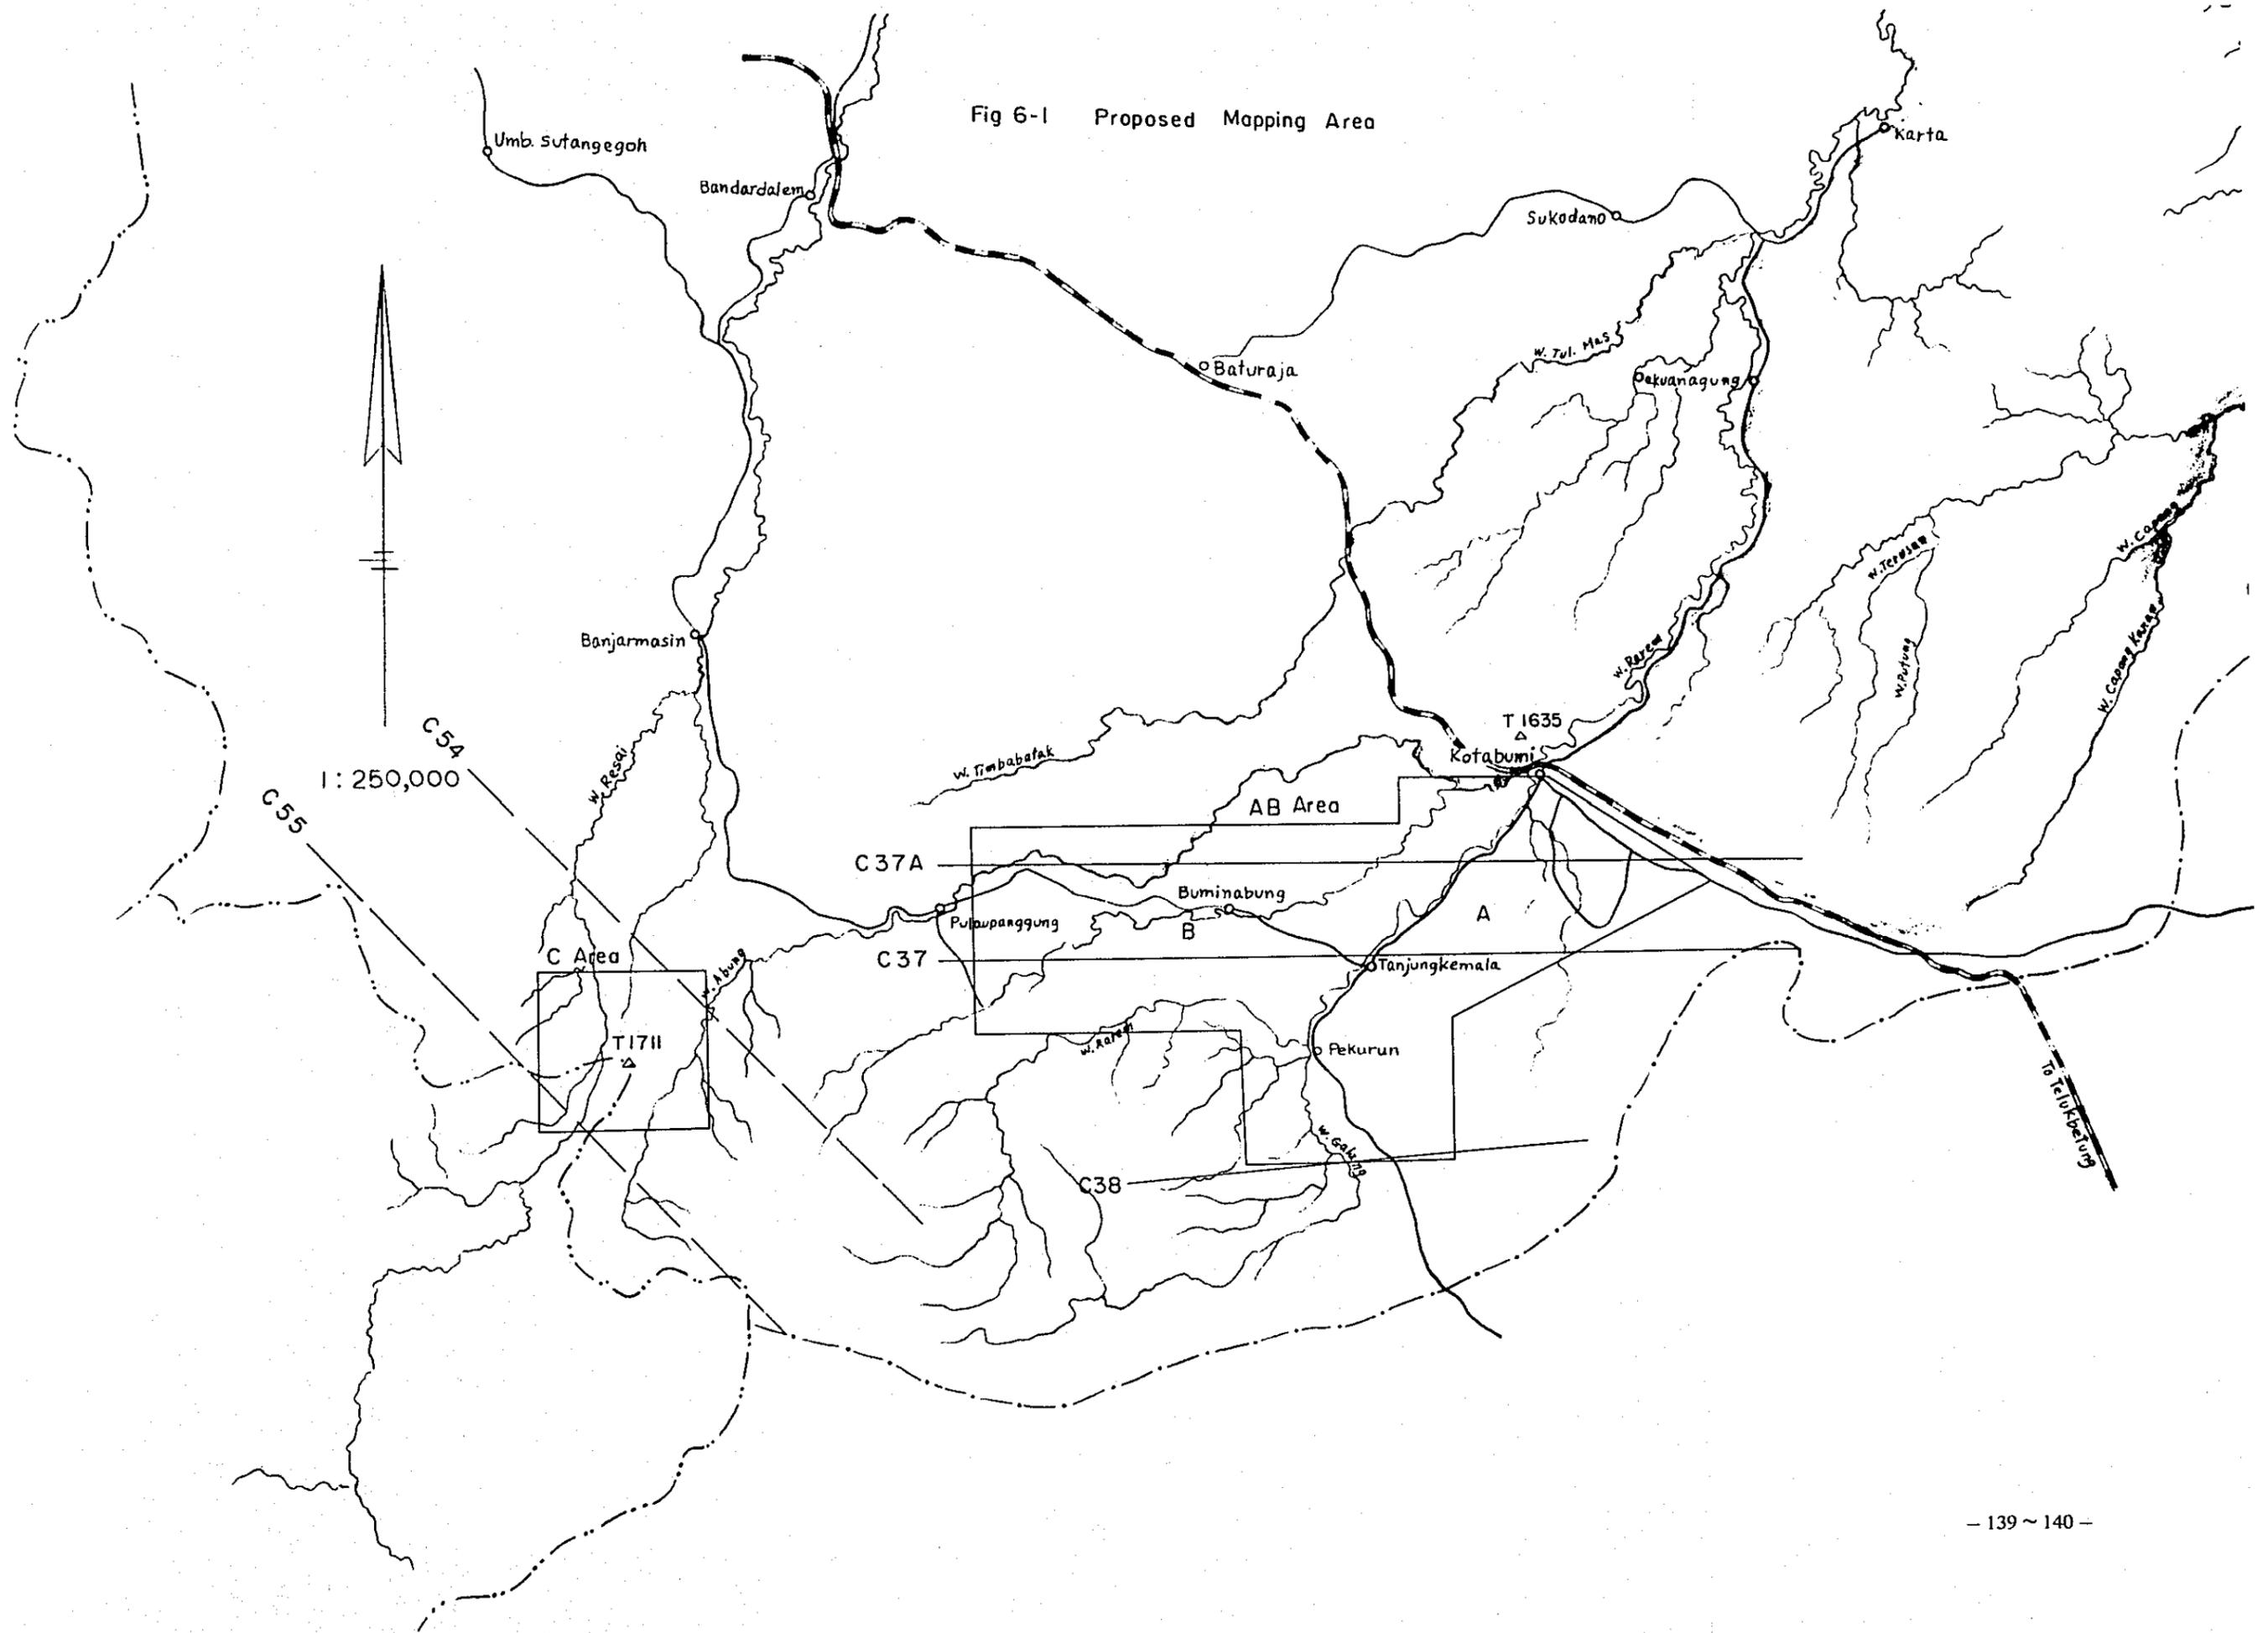 Fig 6-1 Proposed Mapping Area
Karta
Umb. Sutangegoh
Bandardalem
Sukodano
W. Tul. Mas
Baturaja
W. Capang
W. Terusan
Banjarmasin
W. Rarem
W. Putung
W. Capang Kanan
T 1635
C54
W. Resai
W. Timbabatak
Kotabumi
1:250,000
C55
AB Area
C37A
Buminabung
A
Pulaupanggung
B
C Area
W. Abung
C37
Tanjungkemala
T1711
W. Rarem
Pekurun
To Telukbetung
W. Galing
C38
– 139 ~ 140 –